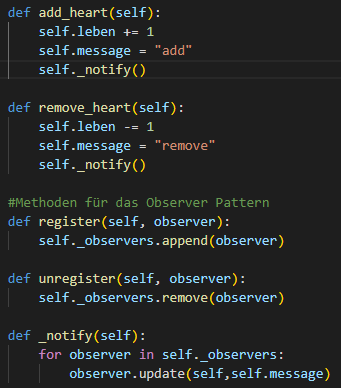 def add_heart(self):
    self.leben += 1
    self.message = "add"
    self._notify()

def remove_heart(self):
    self.leben -= 1
    self.message = "remove"
    self._notify()

#Methoden für das Observer Pattern
def register(self, observer):
    self._observers.append(observer)

def unregister(self, observer):
    self._observers.remove(observer)

def _notify(self):
    for observer in self._observers:
        observer.update(self,self.message)